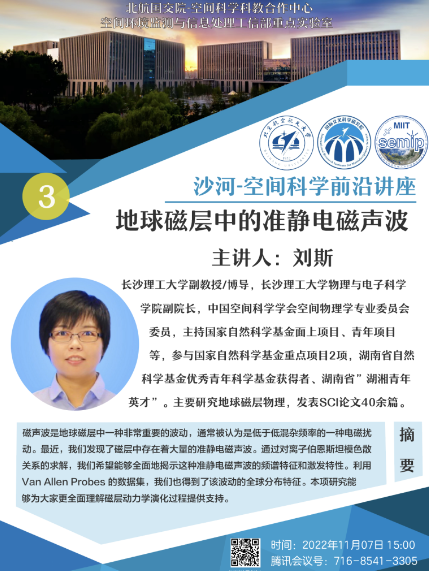 北航国交院-空间科学科教合作中心
空间环境监测与信息处理工信部重点实验室
MIIT
semip
3
沙河-空间科学前沿讲座
地球磁层中的准静电磁声波
主讲人：刘斯
长沙理工大学副教授/博导，长沙理工大学物理与电子科学
学院副院长，中国空间科学学会空间物理学专业委员会
委员，主持国家自然科学基金面上项目、青年项目
等，参与国家自然科学基金重点项目2项，湖南省自然
科学基金优秀青年科学基金获得者、湖南省"湖湘青年
英才"。主要研究地球磁层物理，发表SCI论文40余篇。
磁声波是地球磁层中一种非常重要的波动，通常被认为是低于低混杂频率的一种电磁扰
动。最近，我们发现了磁层中存在着大量的准静电磁声波。通过对离子伯恩斯坦模色散
关系的求解，我们希望能够全面地揭示这种准静电磁声波的频谱特征和激发特性。利用
Van Allen Probes 的数据集，我们也得到了该波动的全球分布特征。本项研究能
够为大家更全面理解磁层动力学演化过程提供支持。
摘
要
时间：2022年11月07日 15:00
腾讯会议号：716-8541-3305